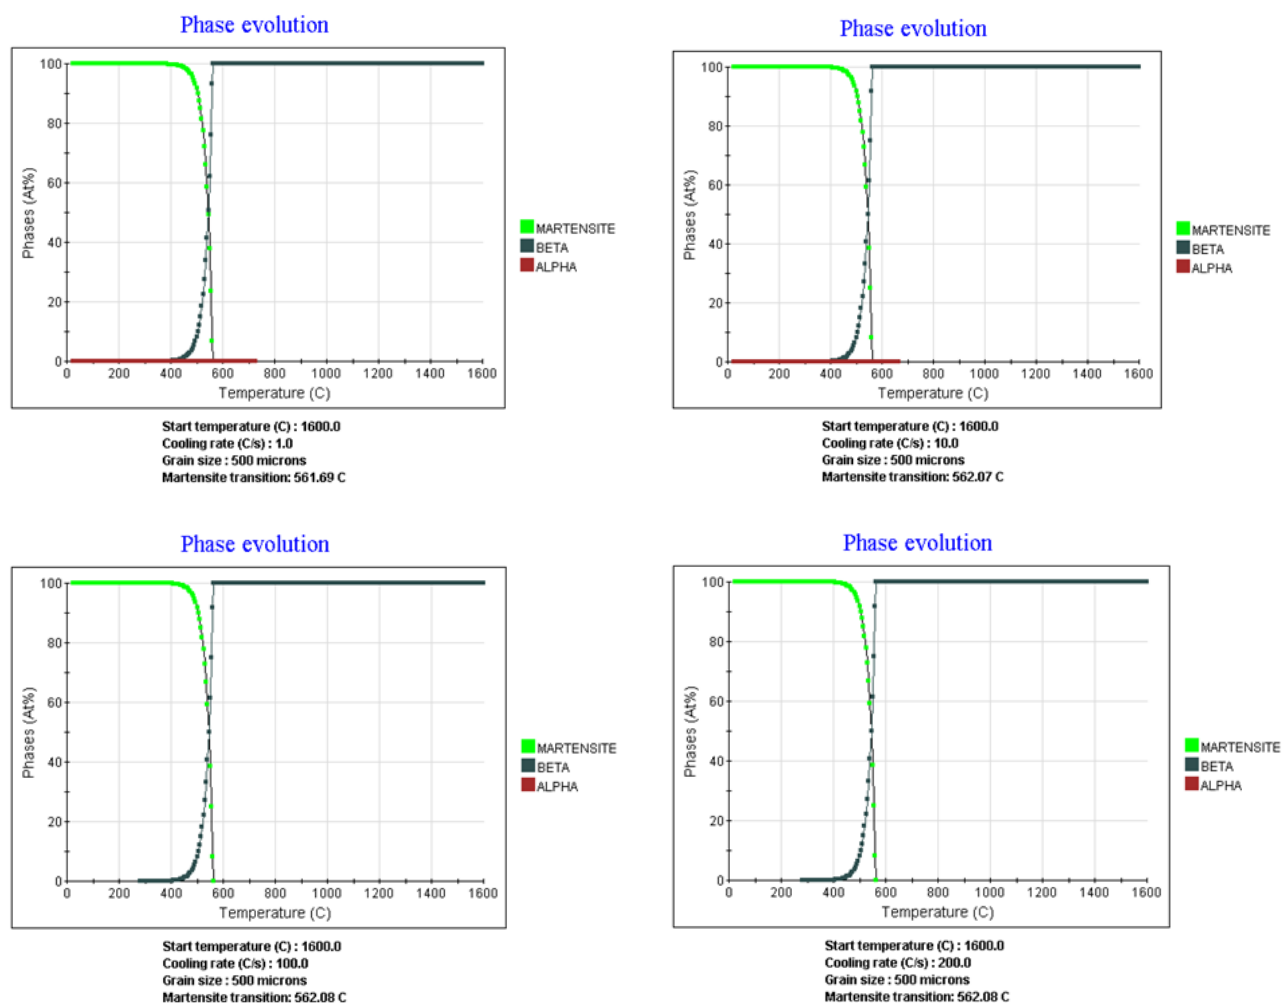 Phase evolution
100
80
60
40
20
0
Phases (At%)
0 200 400 600 800 1000 1200 1400 1600
Temperature (C)
MARTENSITE
BETA
ALPHA
Start temperature (C) : 1600.0
Cooling rate (C/s) : 1.0
Grain size : 500 microns
Martensite transition: 561.69 C
Phase evolution
100
80
60
40
20
0
Phases (At%)
0 200 400 600 800 1000 1200 1400 1600
Temperature (C)
MARTENSITE
BETA
ALPHA
Start temperature (C) : 1600.0
Cooling rate (C/s) : 10.0
Grain size : 500 microns
Martensite transition: 562.07 C
Phase evolution
100
80
60
40
20
0
Phases (At%)
0 200 400 600 800 1000 1200 1400 1600
Temperature (C)
MARTENSITE
BETA
ALPHA
Start temperature (C) : 1600.0
Cooling rate (C/s) : 100.0
Grain size : 500 microns
Martensite transition: 562.08 C
Phase evolution
100
80
60
40
20
0
Phases (At%)
0 200 400 600 800 1000 1200 1400 1600
Temperature (C)
MARTENSITE
BETA
ALPHA
Start temperature (C) : 1600.0
Cooling rate (C/s) : 200.0
Grain size : 500 microns
Martensite transition: 562.08 C